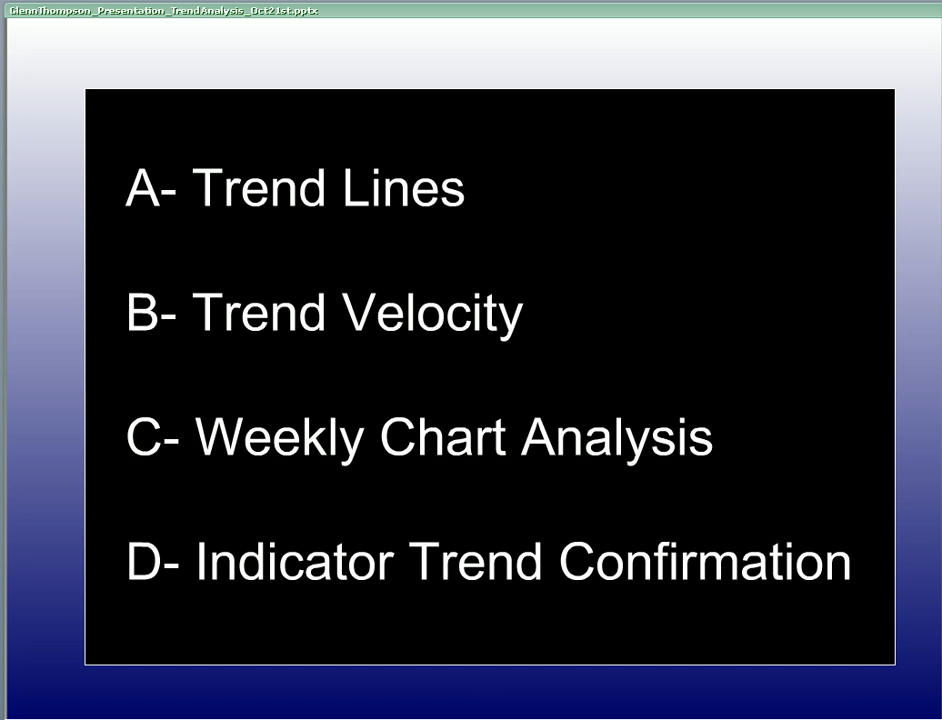 GlennThompson_Presentation_TrendAnalysis_Oct21st.pptx
A- Trend Lines
B- Trend Velocity
C- Weekly Chart Analysis
D- Indicator Trend Confirmation